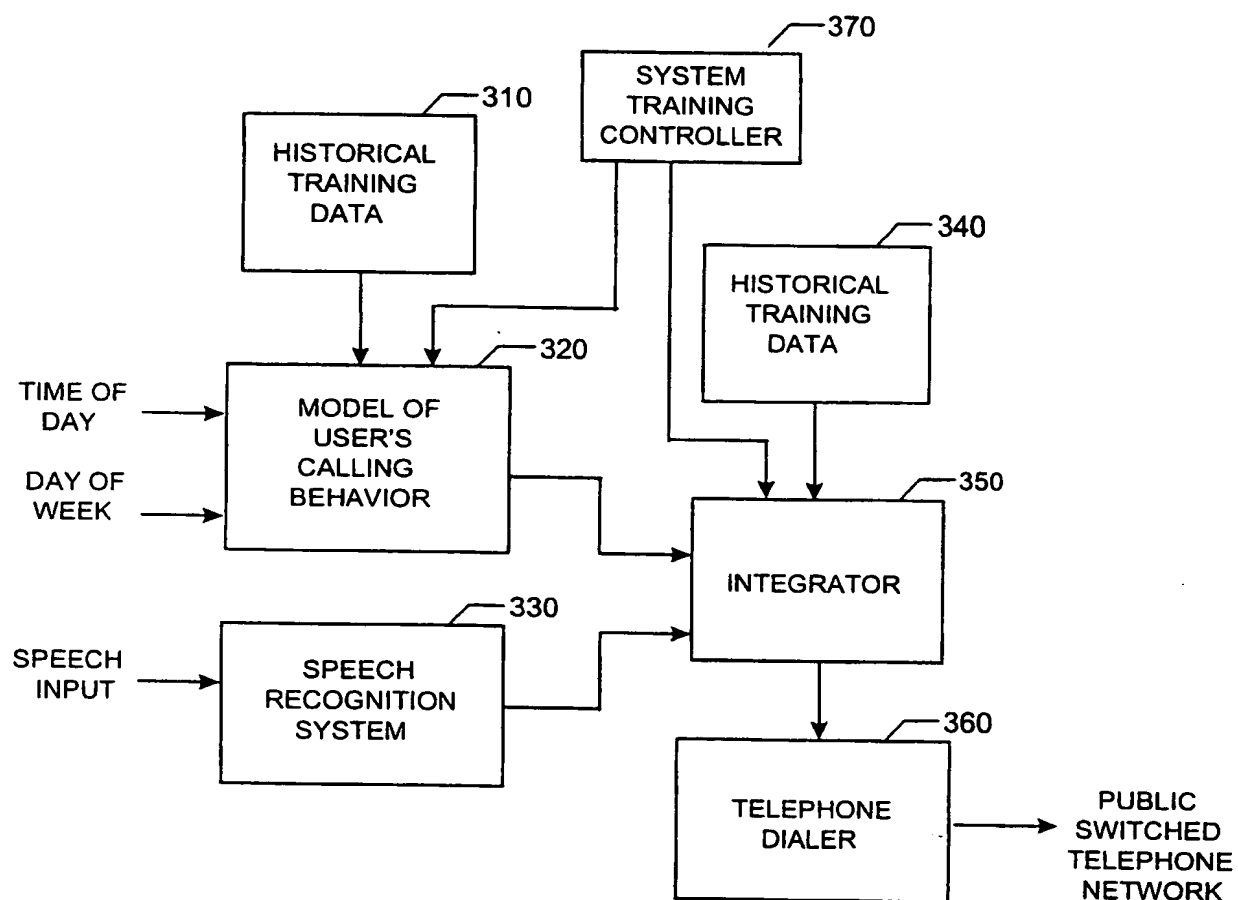 370
SYSTEM
TRAINING
CONTROLLER
310
HISTORICAL
TRAINING
DATA
340
HISTORICAL
TRAINING
DATA
320
MODEL OF
USER'S
CALLING
BEHAVIOR
TIME OF
DAY
DAY OF
WEEK
350
INTEGRATOR
330
SPEECH
RECOGNITION
SYSTEM
SPEECH
INPUT
360
TELEPHONE
DIALER
PUBLIC
SWITCHED
TELEPHONE
NETWORK